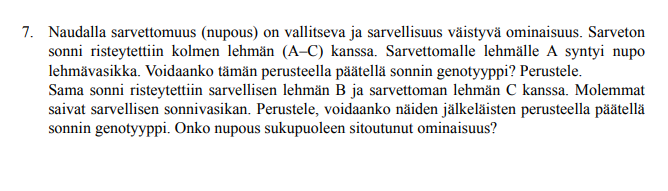 7. Naudalla sarvettomuus (nupous) on vallitseva ja sarvellisuus väistyvä ominaisuus. Sarveton
sonni risteytettiin kolmen lehmän (A–C) kanssa. Sarvettomalle lehmälle A syntyi nupo
lehmävasikka. Voidaanko tämän perusteella päätellä sonnin genotyyppi? Perustele.
Sama sonni risteytettiin sarvellisen lehmän B ja sarvettoman lehmän C kanssa. Molemmat
saivat sarvellisen sonnivasikan. Perustele, voidaanko näiden jälkeläisten perusteella päätellä
sonnin genotyyppi. Onko nupous sukupuoleen sitoutunut ominaisuus?